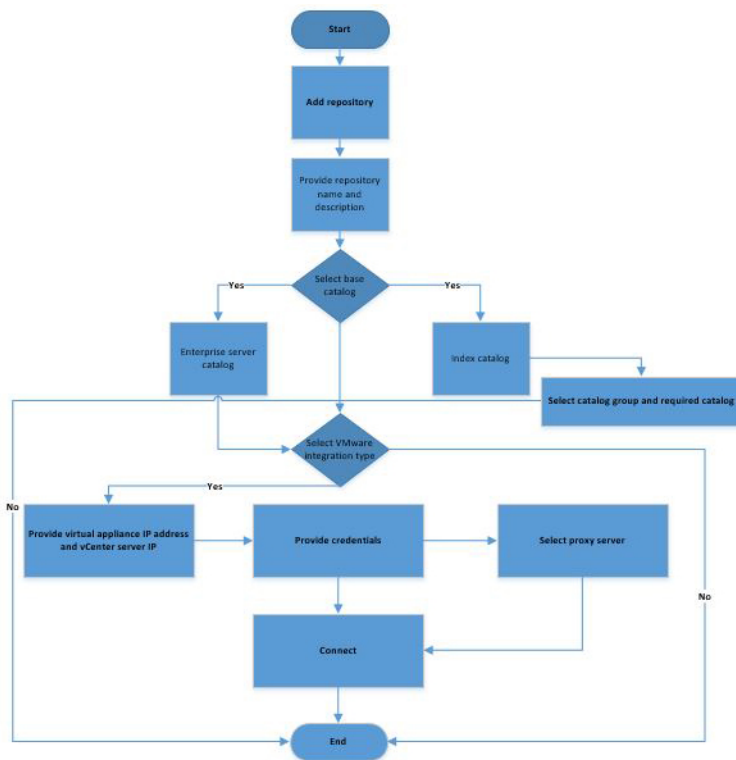 Start
Add repository
Provide repository
name and
description
Select base
catalog
Yes
Yes
Enterprise server
catalog
Index catalog
Select catalog group and required catalog
Select VMware
integration type
Yes
No
Provide virtual appliance IP address
and vCenter server IP
Provide credentials
Select proxy server
No
Connect
End